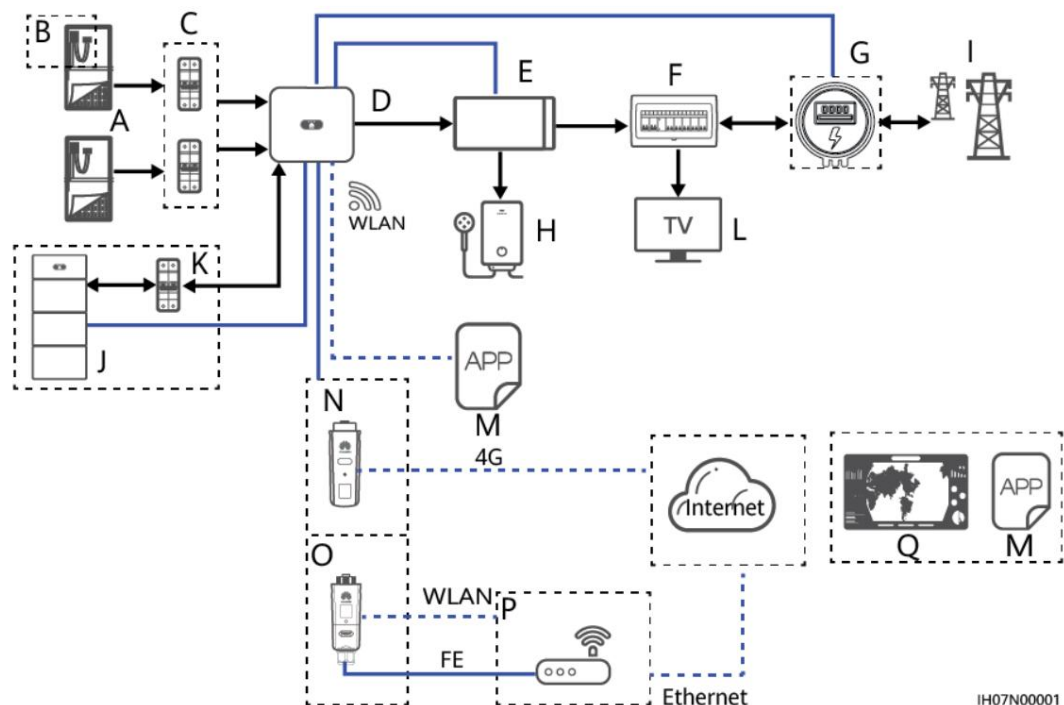 B
C
A
D
E
F
G
I
WLAN
H
TV
L
K
J
APP
M
N
4G
Internet
APP
Q
M
O
WLAN
P
FE
Ethernet
IH07N00001